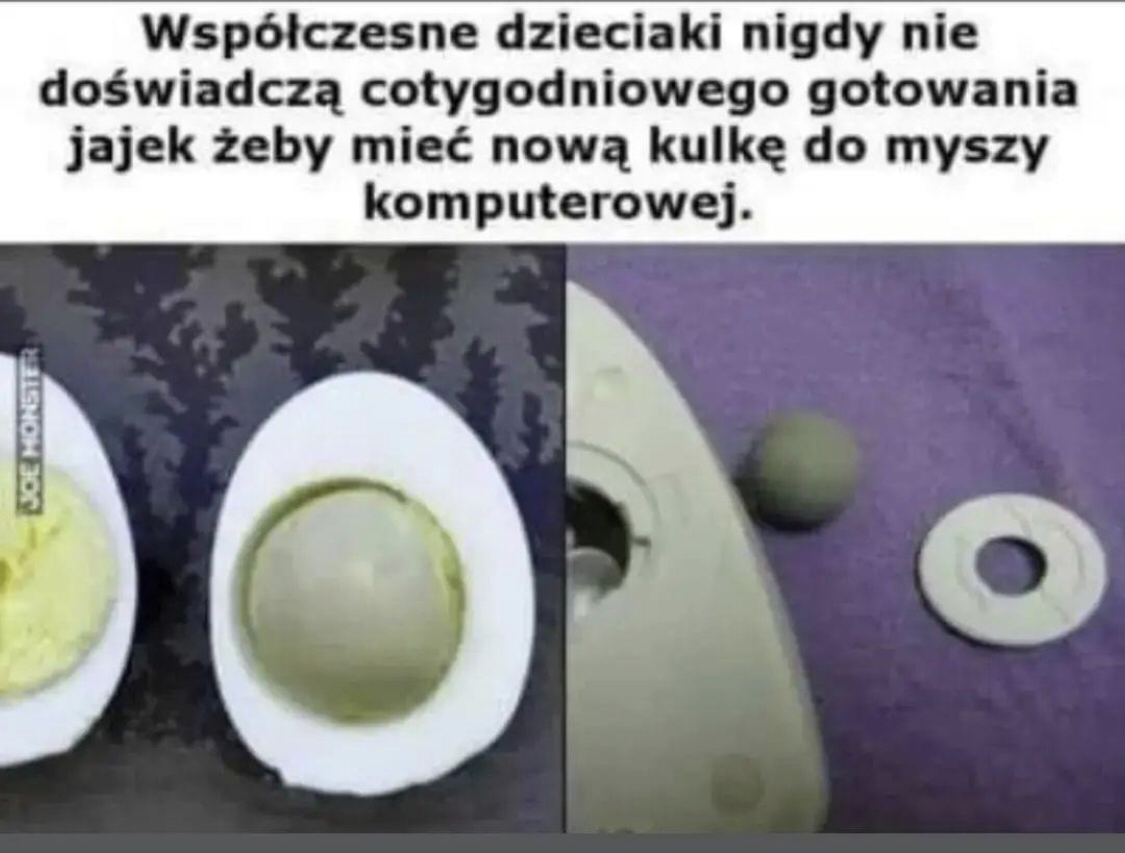 Współczesne dzieciaki nigdy nie
doświadczą cotygodniowego gotowania
jajek żeby mieć nową kulkę do myszy
komputerowej.
JOE MONSTER